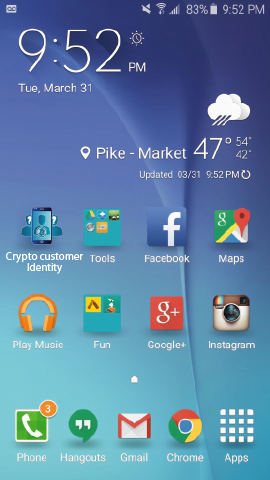 83% 9:52 PM
9:52 PM
Tue, March 31
Pike - Market 47° 54° 42°
Updated 03/31 9:52 PM
Crypto customer Identity
Tools
Facebook
Maps
Play Music
Fun
Google+
Instagram
3
Phone
Hangouts
Gmail
Chrome
Apps